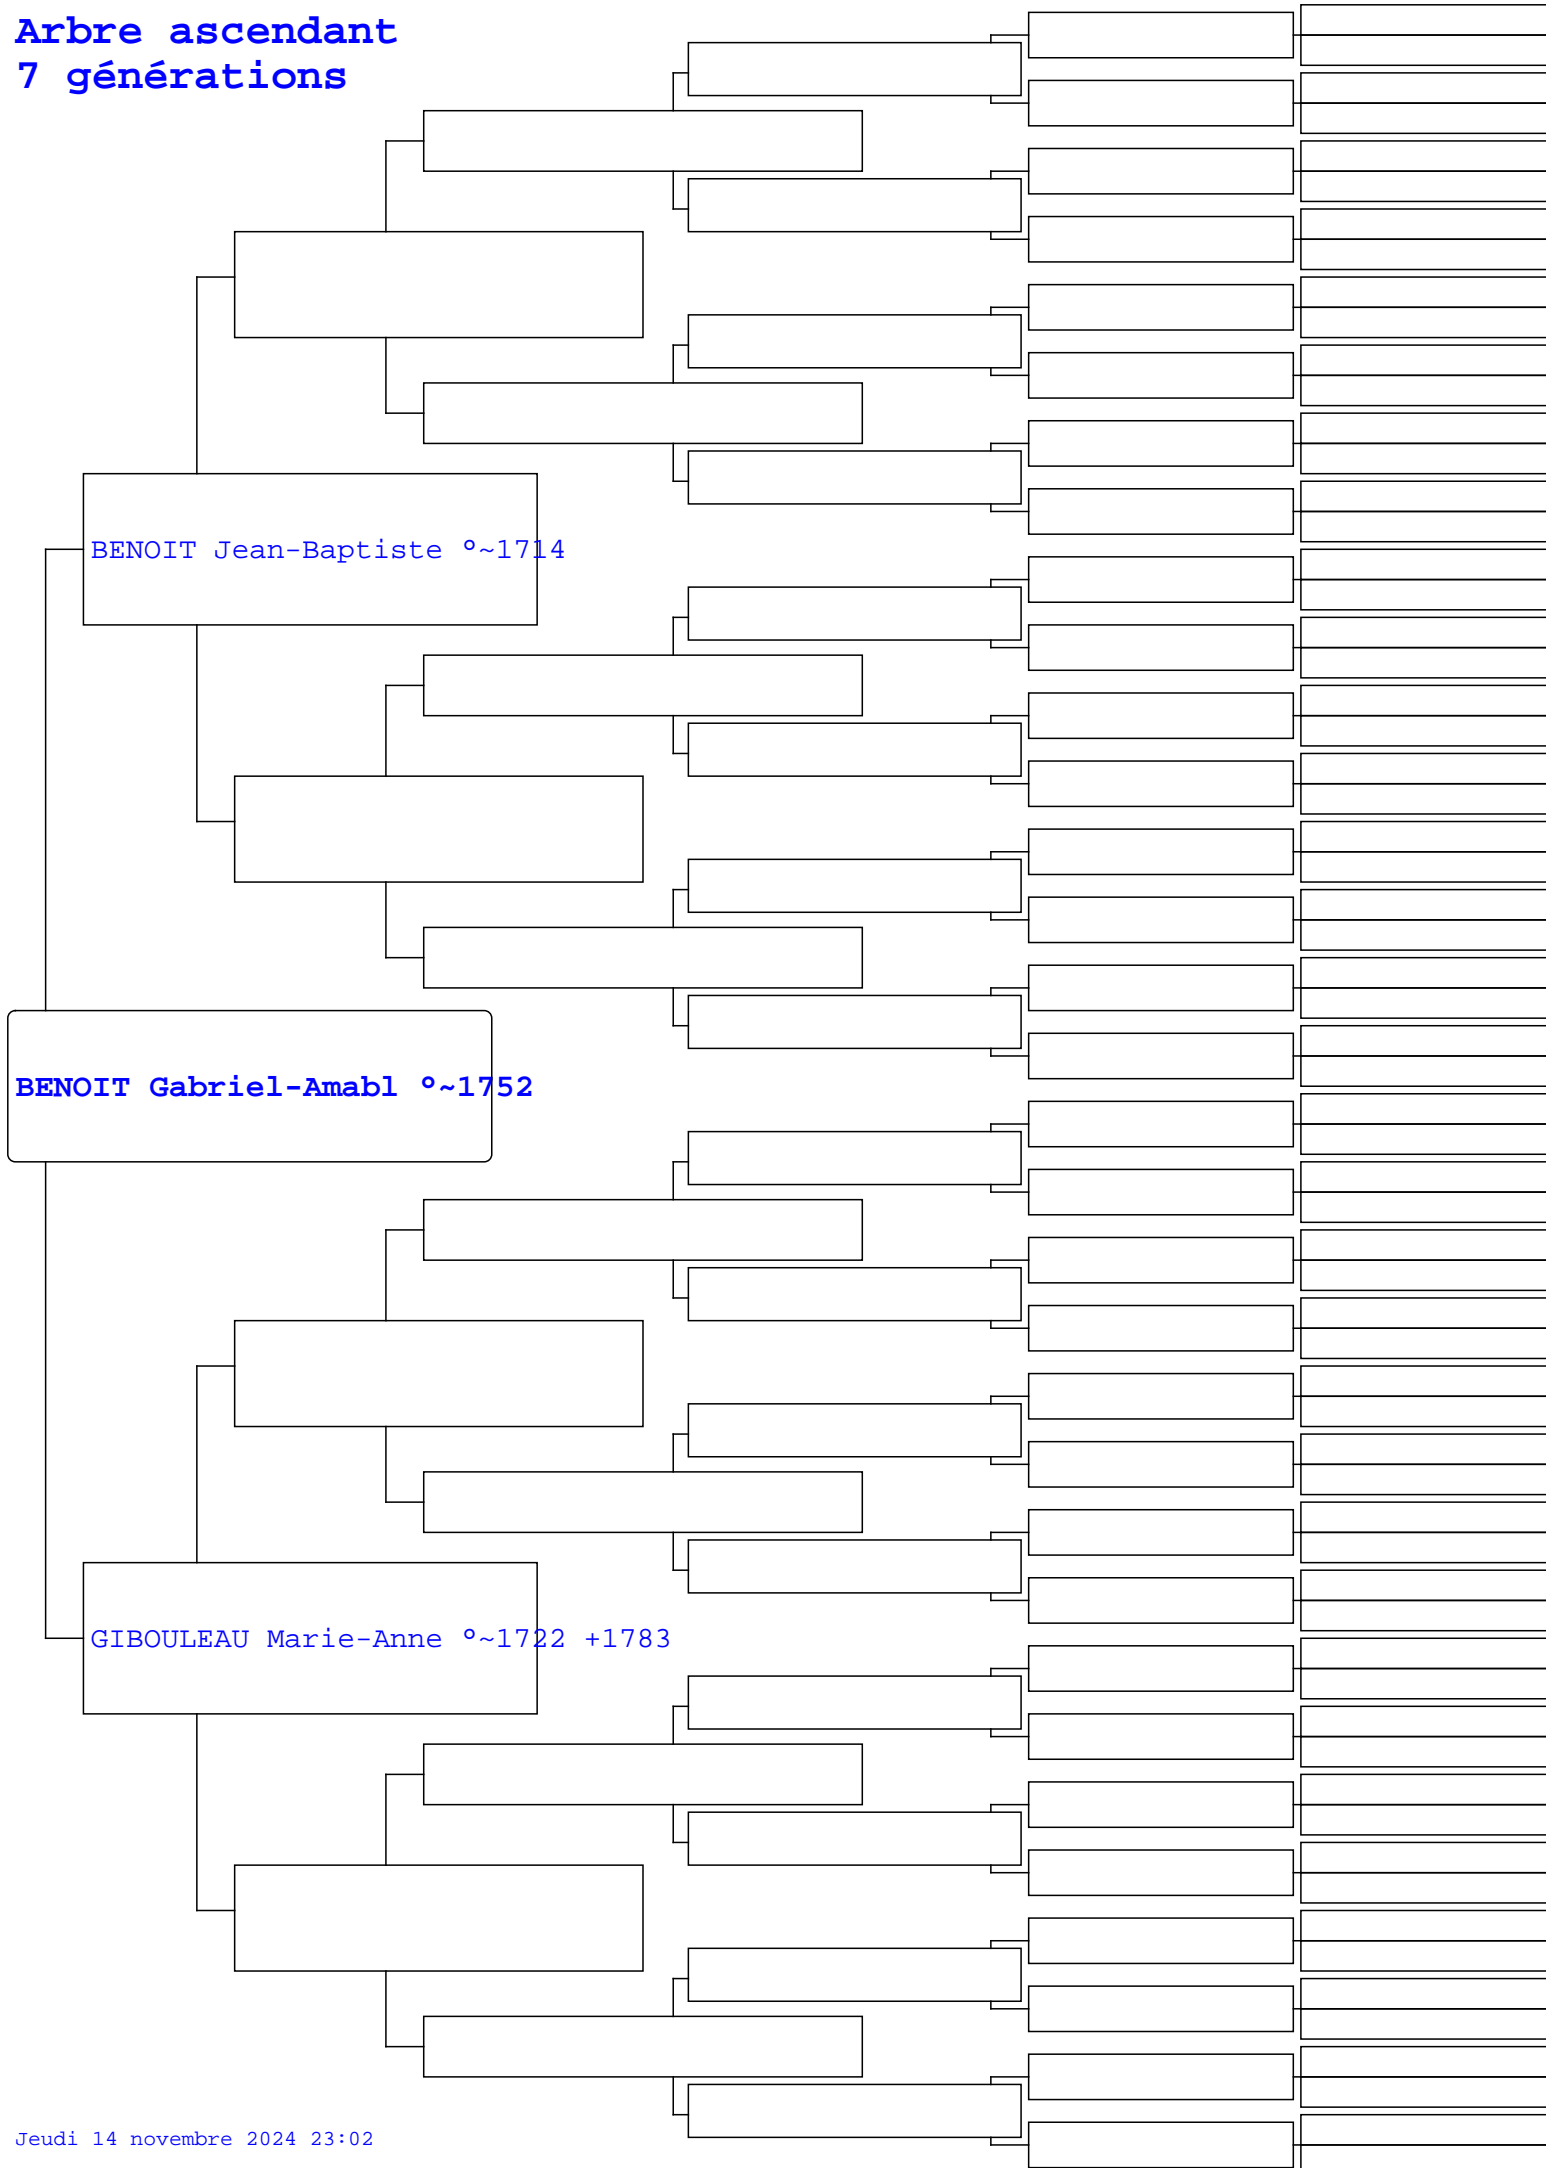 Arbre ascendant
7 générations
BENOIT Jean-Baptiste °~1714
BENOIT Gabriel-Amabl °~1752
GIBOULEAU Marie-Anne °~1722 +1783
Jeudi 14 novembre 2024 23:02